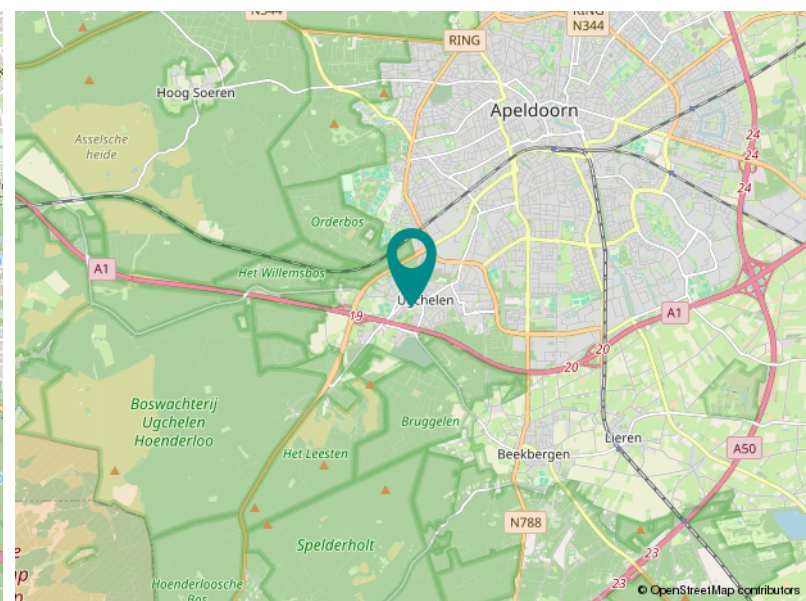 N344
RING
RING
N344
Hoog Soeren
Apeldoorn
Asselsche
heide
24
24
24
Orderbos
A1
Het Willemsbos
Ugchelen
19
A1
20
20
Boswachterij
Ugchelen
Hoenderloo
Bruggelen
Het Leesten
Beekbergen
Lieren
A50
N788
Spelderholt
23
23
Hoenderloosche
Bos
© OpenStreetMap contributors